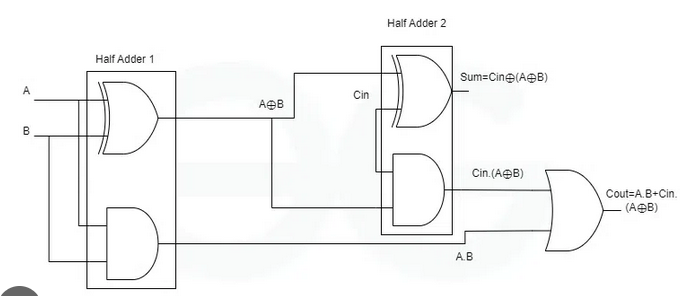 Half Adder 2
Half Adder 1
A
B
A⊕B
Cin
Sum=Cin⊕(A⊕B)
Cin.(A⊕B)
Cout=A.B+Cin.
(A⊕B)
A.B